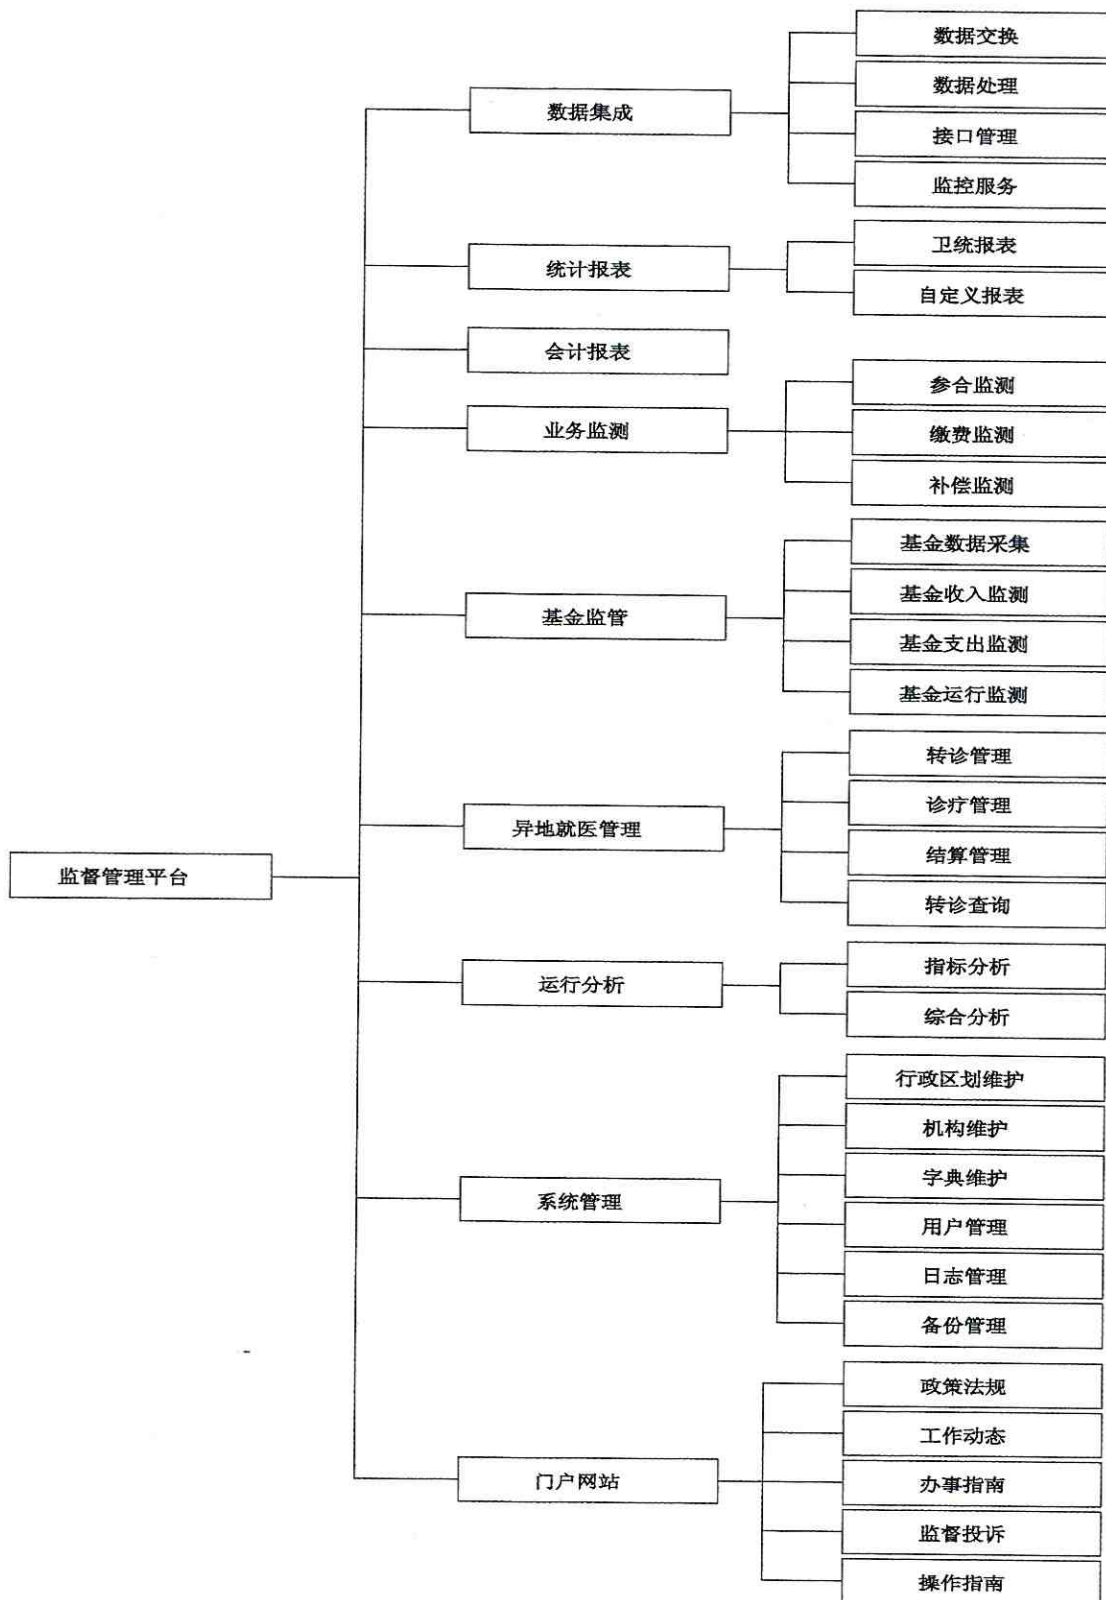 数据交换
数据处理
数据集成
接口管理
监控服务
卫统报表
统计报表
自定义报表
会计报表
参合监测
业务监测
缴费监测
补偿监测
基金数据采集
基金收入监测
基金监管
基金支出监测
基金运行监测
转诊管理
诊疗管理
异地就医管理
结算管理
监督管理平台
转诊查询
指标分析
运行分析
综合分析
行政区划维护
机构维护
字典维护
系统管理
用户管理
日志管理
备份管理
政策法规
工作动态
门户网站
办事指南
监督投诉
操作指南